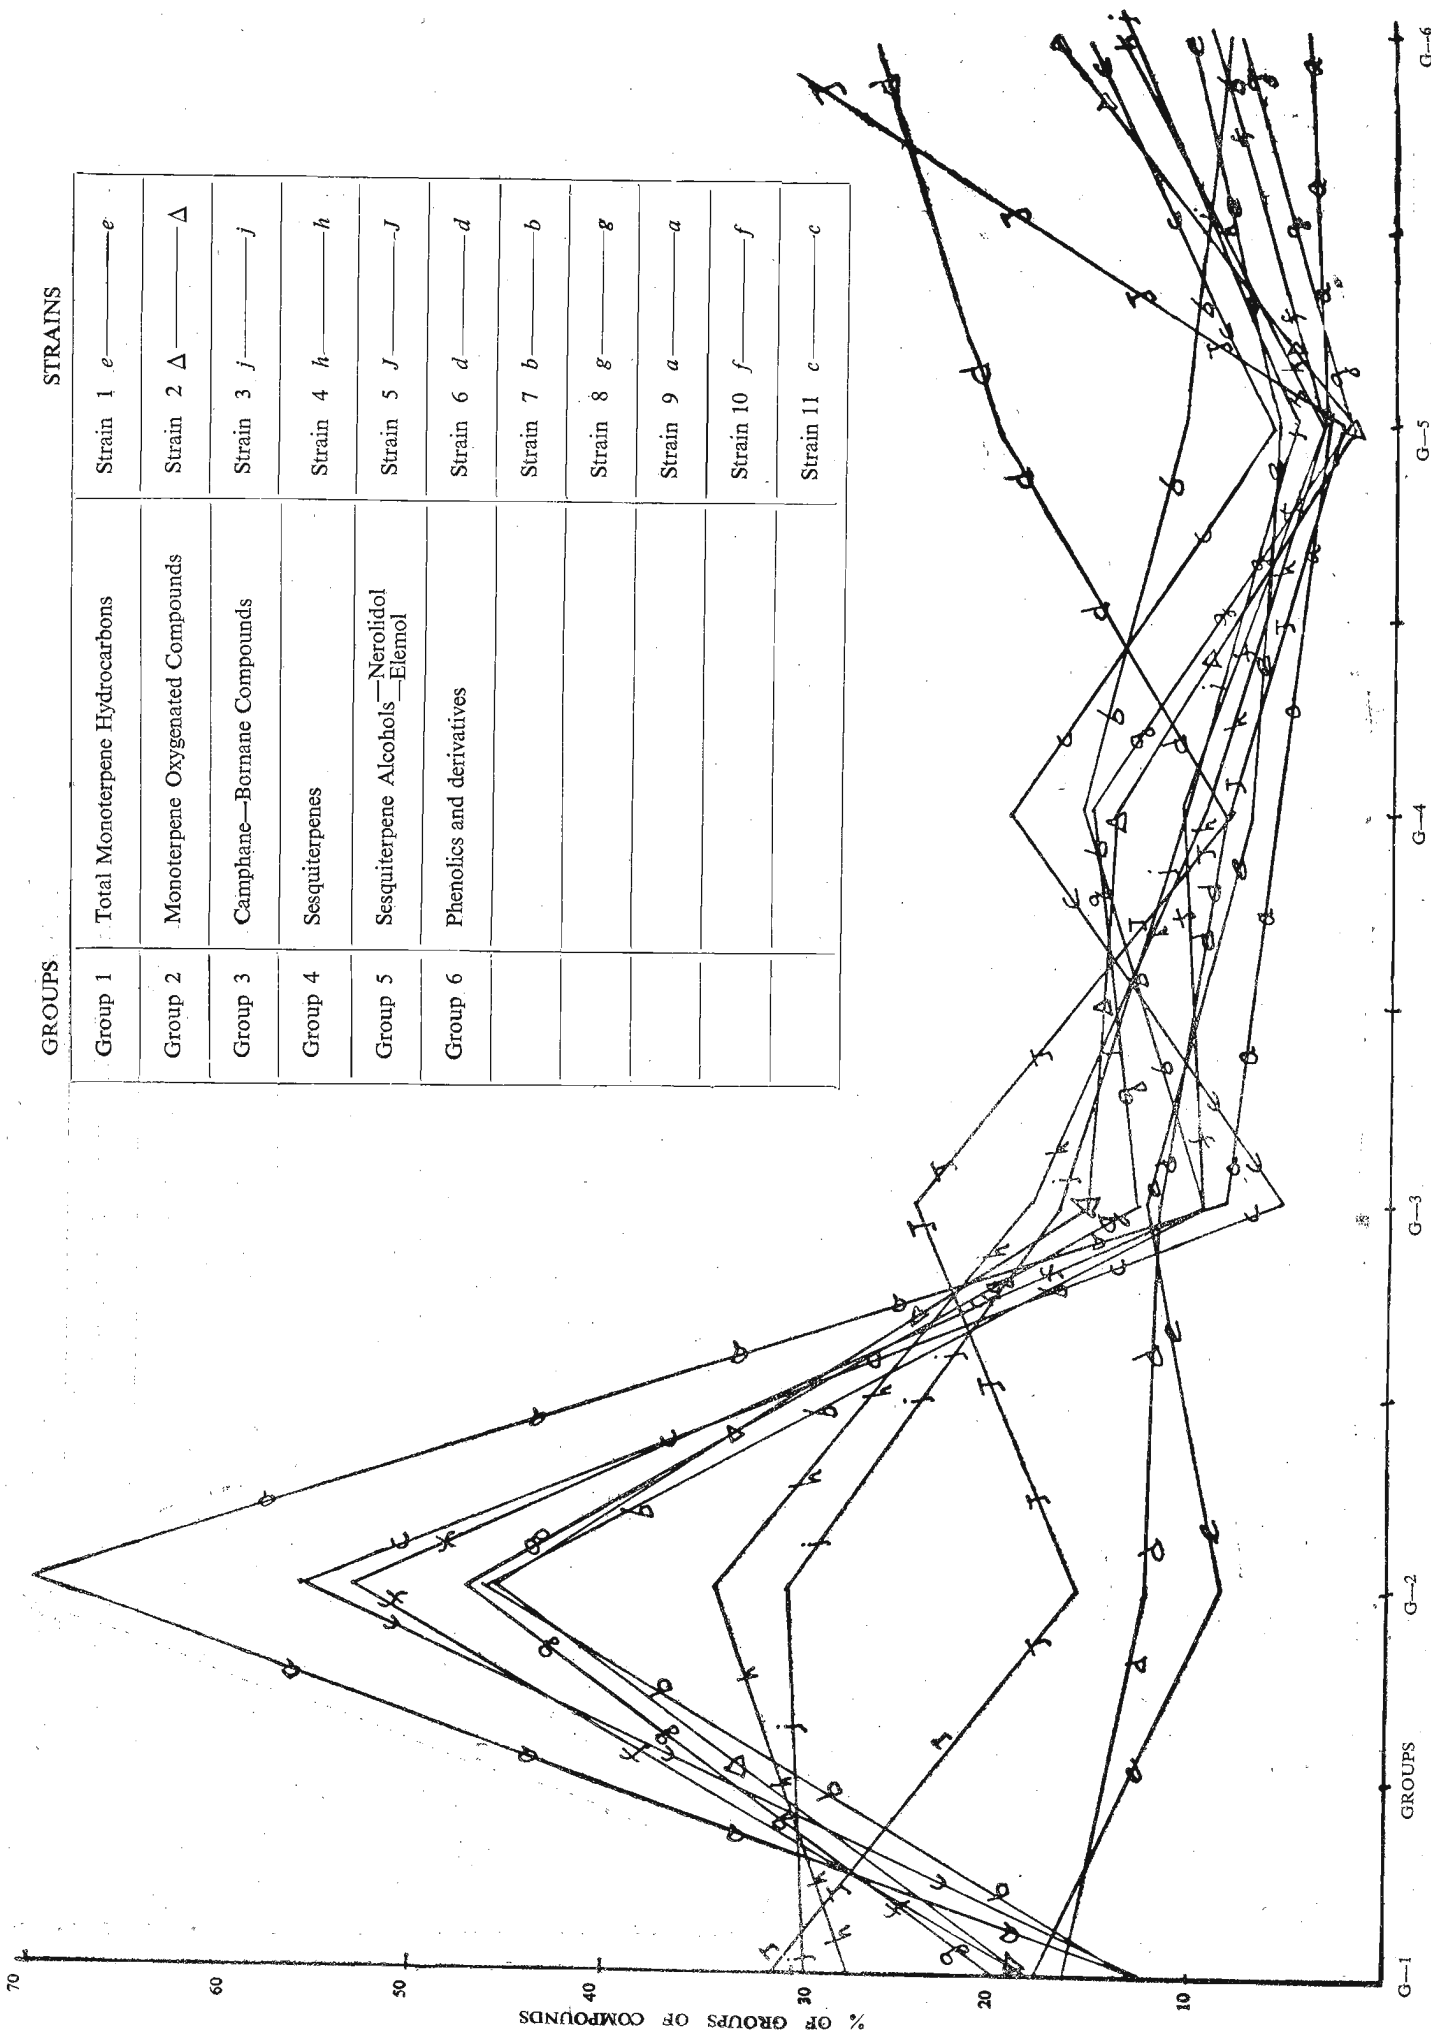 GROUPS STRAINS
Group 1 Total Monoterpene Hydrocarbons Strain 1 e————e
Group 2 Monoterpene Oxygenated Compounds Strain 2 Δ————Δ
Group 3 Camphane—Bornane Compounds Strain 3 j————j
Group 4 Sesquiterpenes Strain 4 h————h
Group 5 Sesquiterpene Alcohols —Nerolidol Strain 5 J————J
—Elemol
Group 6 Phenolics and derivatives Strain 6 d————d
Strain 7 b————b
Strain 8 g————g
Strain 9 a————a
Strain 10 f————f
Strain 11 c————c
% OF GROUPS OF COMPOUNDS
70
60
50
40
30
20
10
G—1 GROUPS G—2 G—3 G—4 G—5 G—6